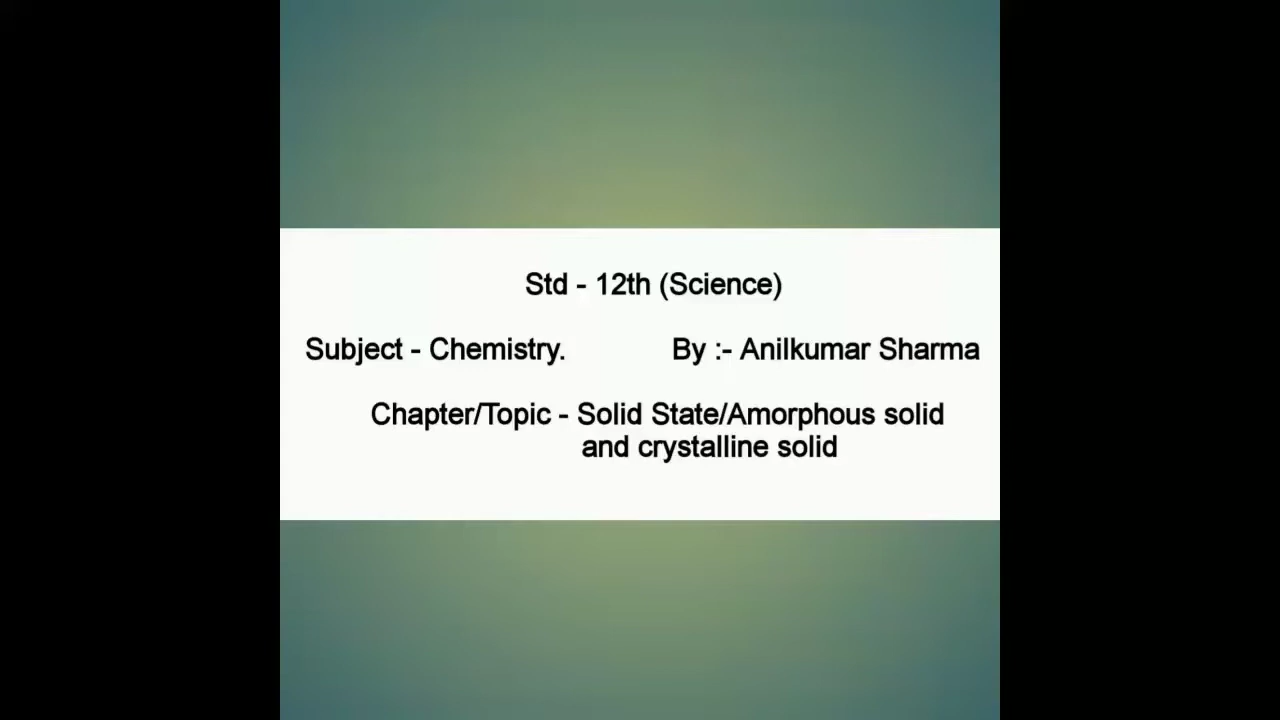 Std - 12th (Science)
Subject - Chemistry. By :- Anilkumar Sharma
Chapter/Topic - Solid State/Amorphous solid
and crystalline solid